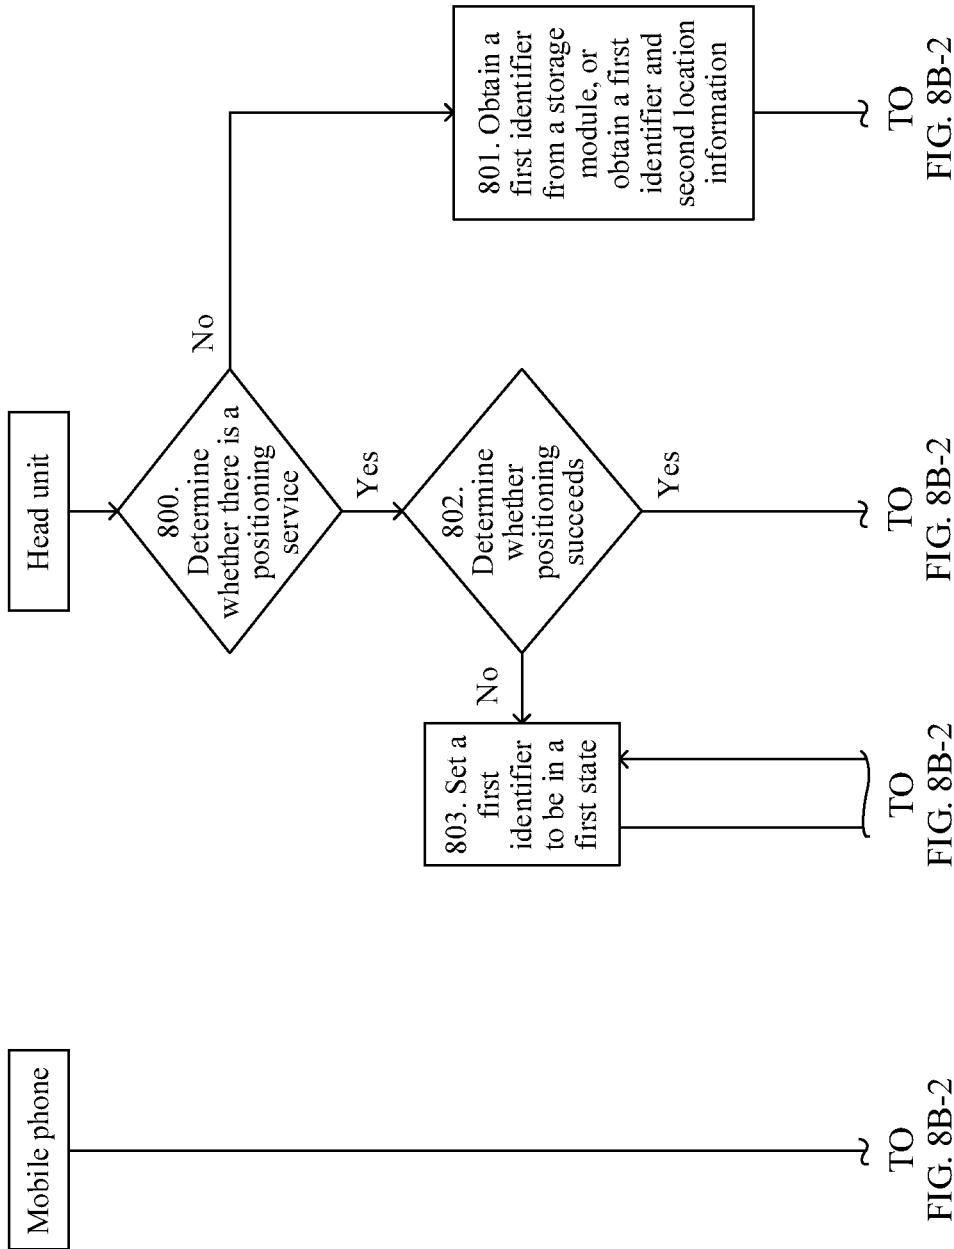 Mobile phone
Head unit
800.
Determine
whether there is a
positioning
service
No
Yes
801. Obtain a
first identifier
from a storage
module, or
obtain a first
identifier and
second location
information
802.
Determine
whether
positioning
succeeds
No
Yes
803. Set a
first
identifier
to be in a
first state
TO
FIG. 8B-2
TO
FIG. 8B-2
TO
FIG. 8B-2
TO
FIG. 8B-2